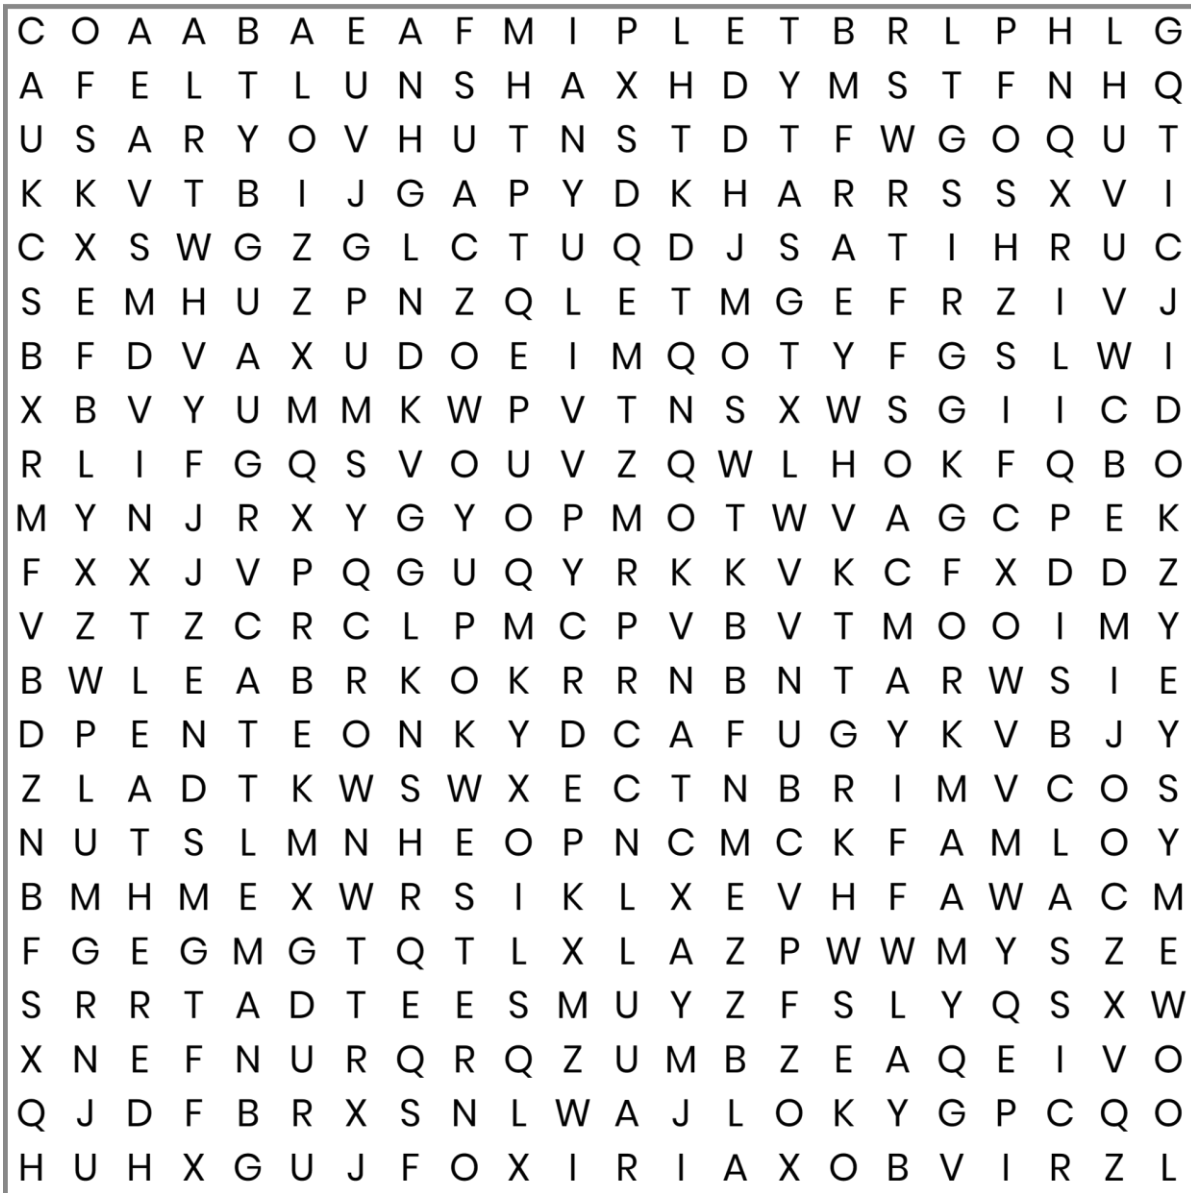 C O A A B A E A F M I P L E T B R L P H L G
A F E L T L U N S H A X H D Y M S T F N H Q
U S A R Y O V H U T N S T D T F W G O Q U T
K K V T B I J G A P Y D K H A R R S S X V I
C X S W G Z G L C T U Q D J S A T I H R U C
S E M H U Z P N Z Q L E T M G E F R Z I V J
B F D V A X U D O E I M Q O T Y F G S L W I
X B V Y U M M K W P V T N S X W S G I I C D
R L I F G Q S V O U V Z Q W L H O K F Q B O
M Y N J R X Y G Y O P M O T W V A G C P E K
F X X J V P Q G U Q Y R K K V K C F X D D Z
V Z T Z C R C L P M C P V B V T M O O I M Y
B W L E A B R K O K R R N B N T A R W S I E
D P E N T E O N K Y D C A F U G Y K V B J Y
Z L A D T K W S W X E C T N B R I M V C O S
N U T S L M N H E O P N C M C K F A M L O Y
B M H M E X W R S I K L X E V H F A W A C M
F G E G M G T Q T L X L A Z P W W M Y S Z E
S R R T A D T E E S M U Y Z F S L Y Q S X W
X N E F N U R Q R Q Z U M B Z E A Q E I V O
Q J D F B R X S N L W A J L O K Y G P C Q O
H U H X G U J F O X I R I A X O B V I R Z L